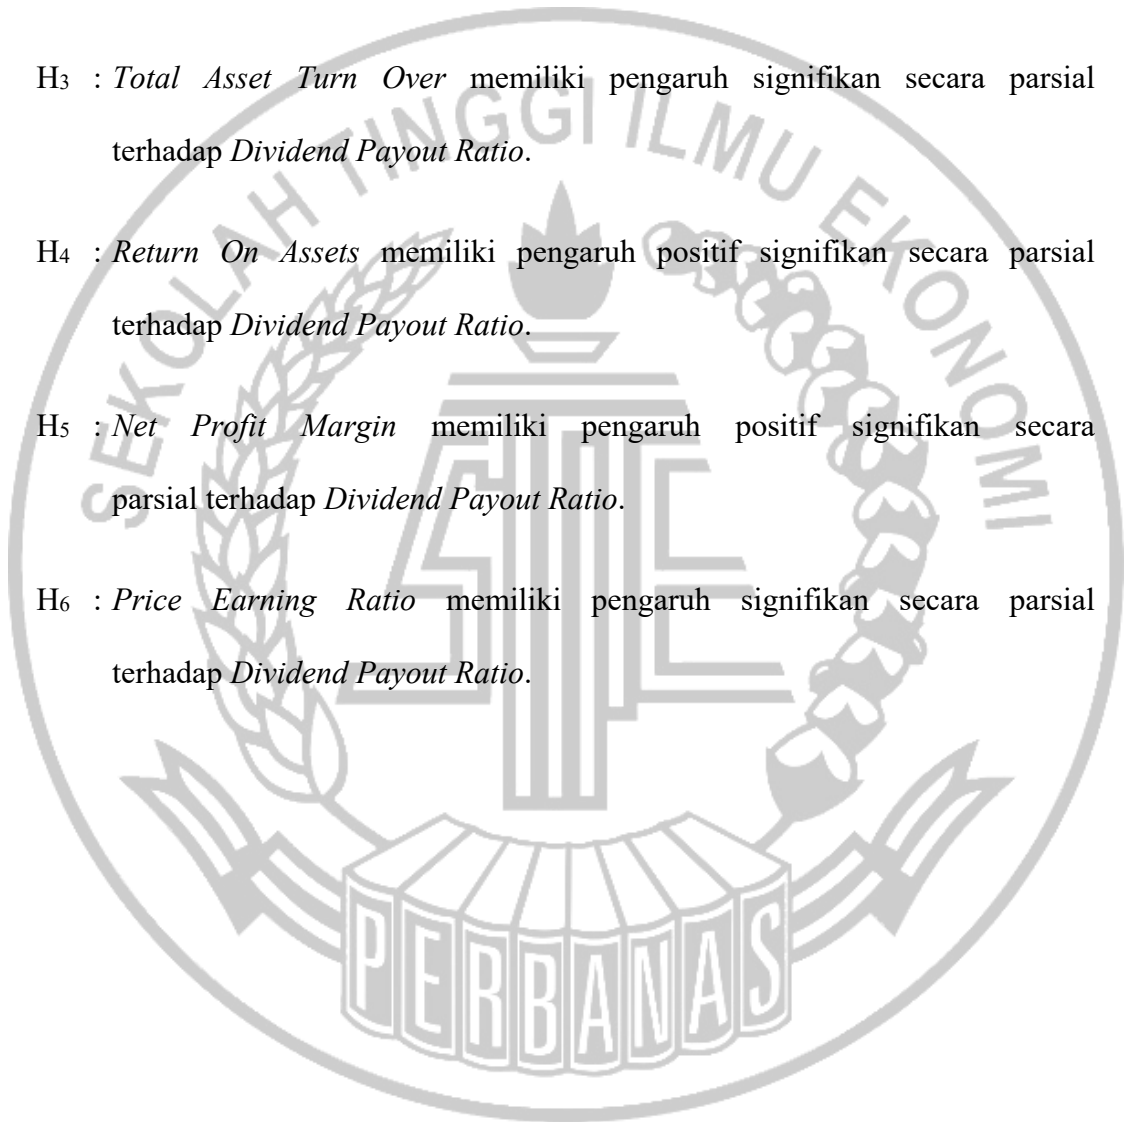 H3 : Total Asset Turn Over memiliki pengaruh signifikan secara parsial
terhadap Dividend Payout Ratio.
H4 : Return On Assets memiliki pengaruh positif signifikan secara parsial
terhadap Dividend Payout Ratio.
H5 : Net Profit Margin memiliki pengaruh positif signifikan secara
parsial terhadap Dividend Payout Ratio.
H6 : Price Earning Ratio memiliki pengaruh signifikan secara parsial
terhadap Dividend Payout Ratio.
SEKOLAH TINGGI ILMU EKONOMI
STIE
PERBANAS